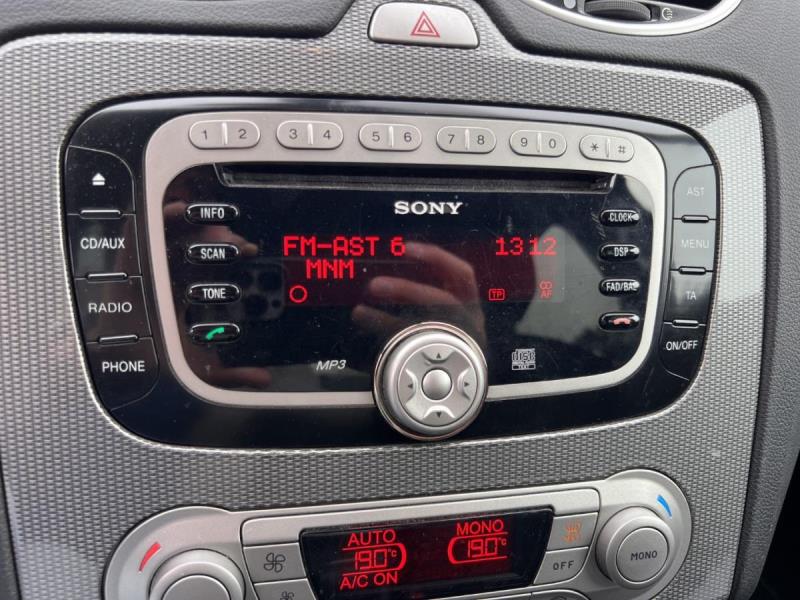 1 2 3 4 5 6 7 8 9 0 * #
SONY
AST
INFO
CLOCK
CD/AUX
FM-AST 6 13 12
MENU
SCAN
MNM
DSP
TONE
TP AF
FAD/BAL
TA
RADIO
ON/OFF
PHONE
MP3
DISC
TEXT
AUTO MONO
19.0°C 19.0°C
A/C ON
OFF
MONO